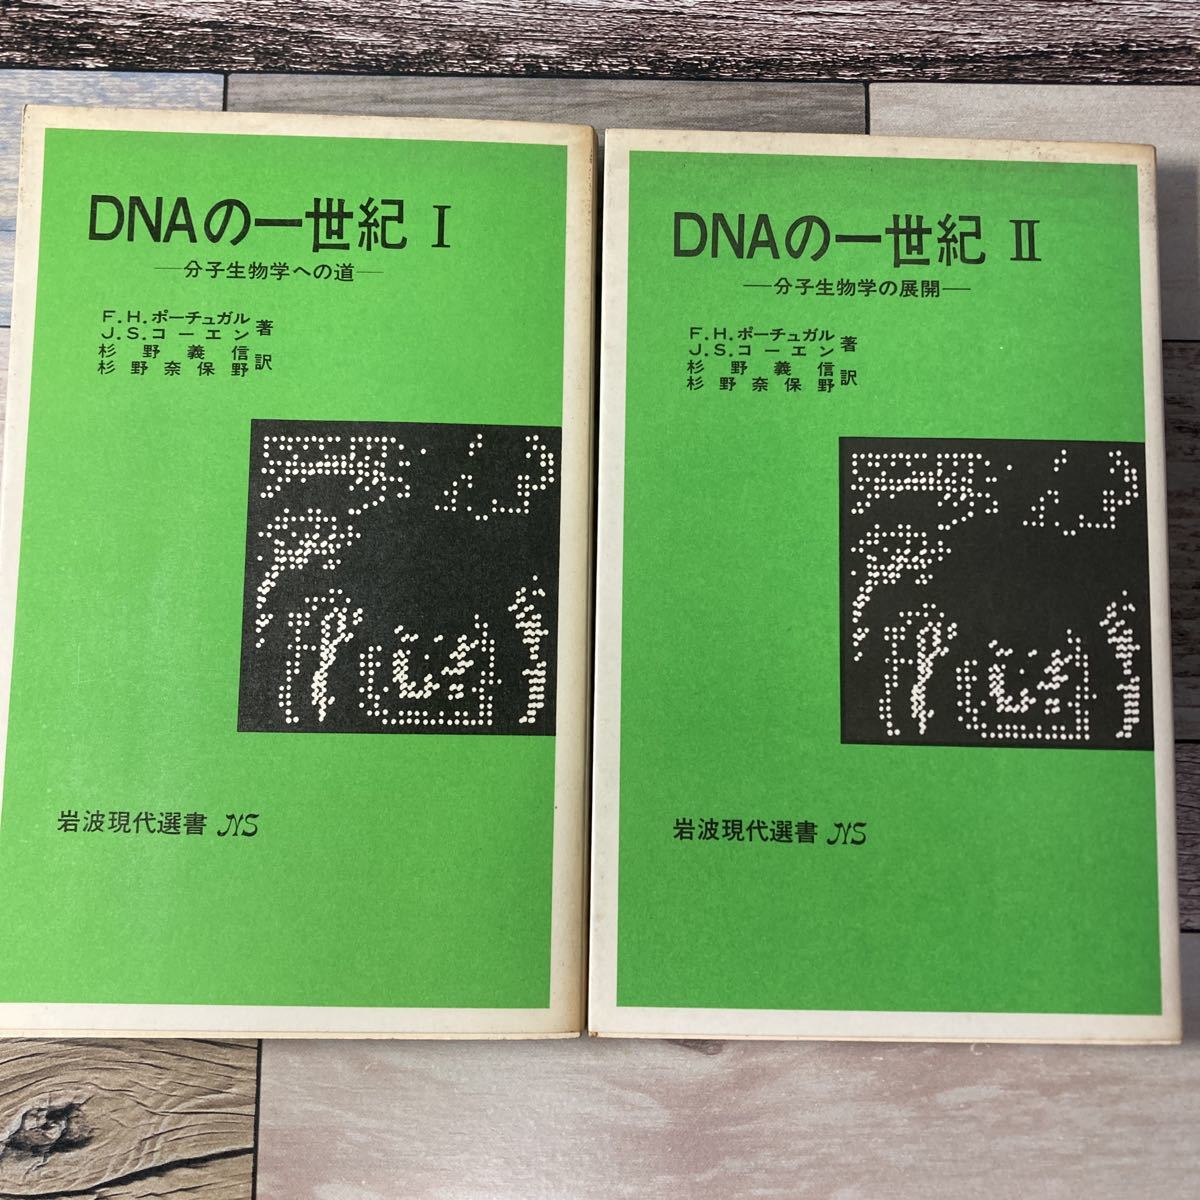 DNAの一世紀 I
―分子生物学への道―
F.H.ポーチュガル
J.S.コーエン 著
杉野義信
杉野奈保野 訳
岩波現代選書 NS
DNAの一世紀 II
―分子生物学の展開―
F.H.ポーチュガル
J.S.コーエン 著
杉野義信
杉野奈保野 訳
岩波現代選書 NS